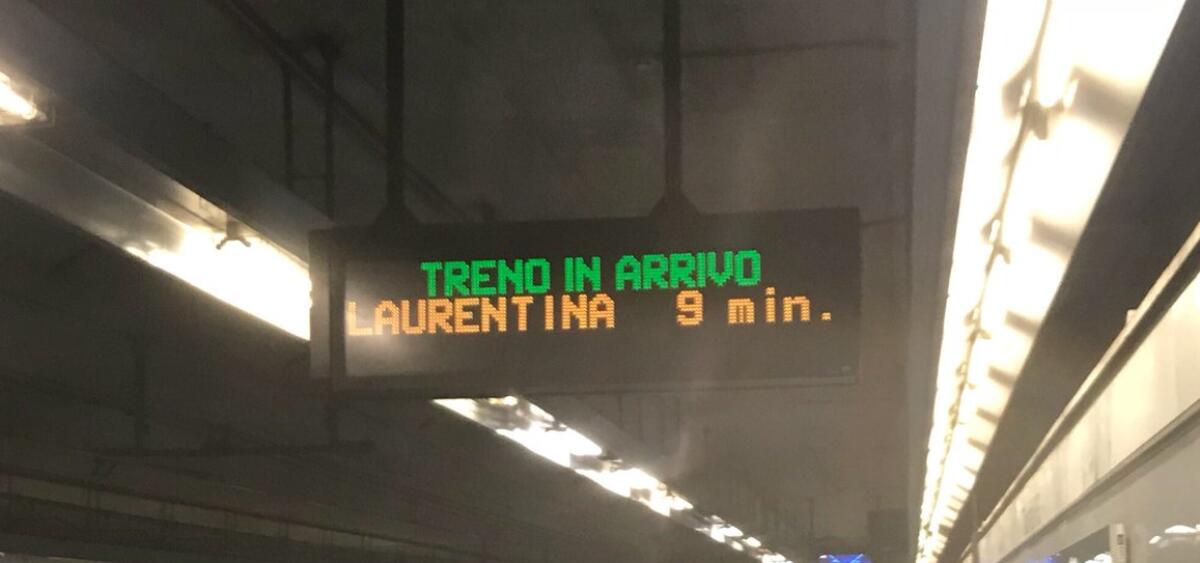 TRENO IN ARRIVO
LAURENTINA 9 min.